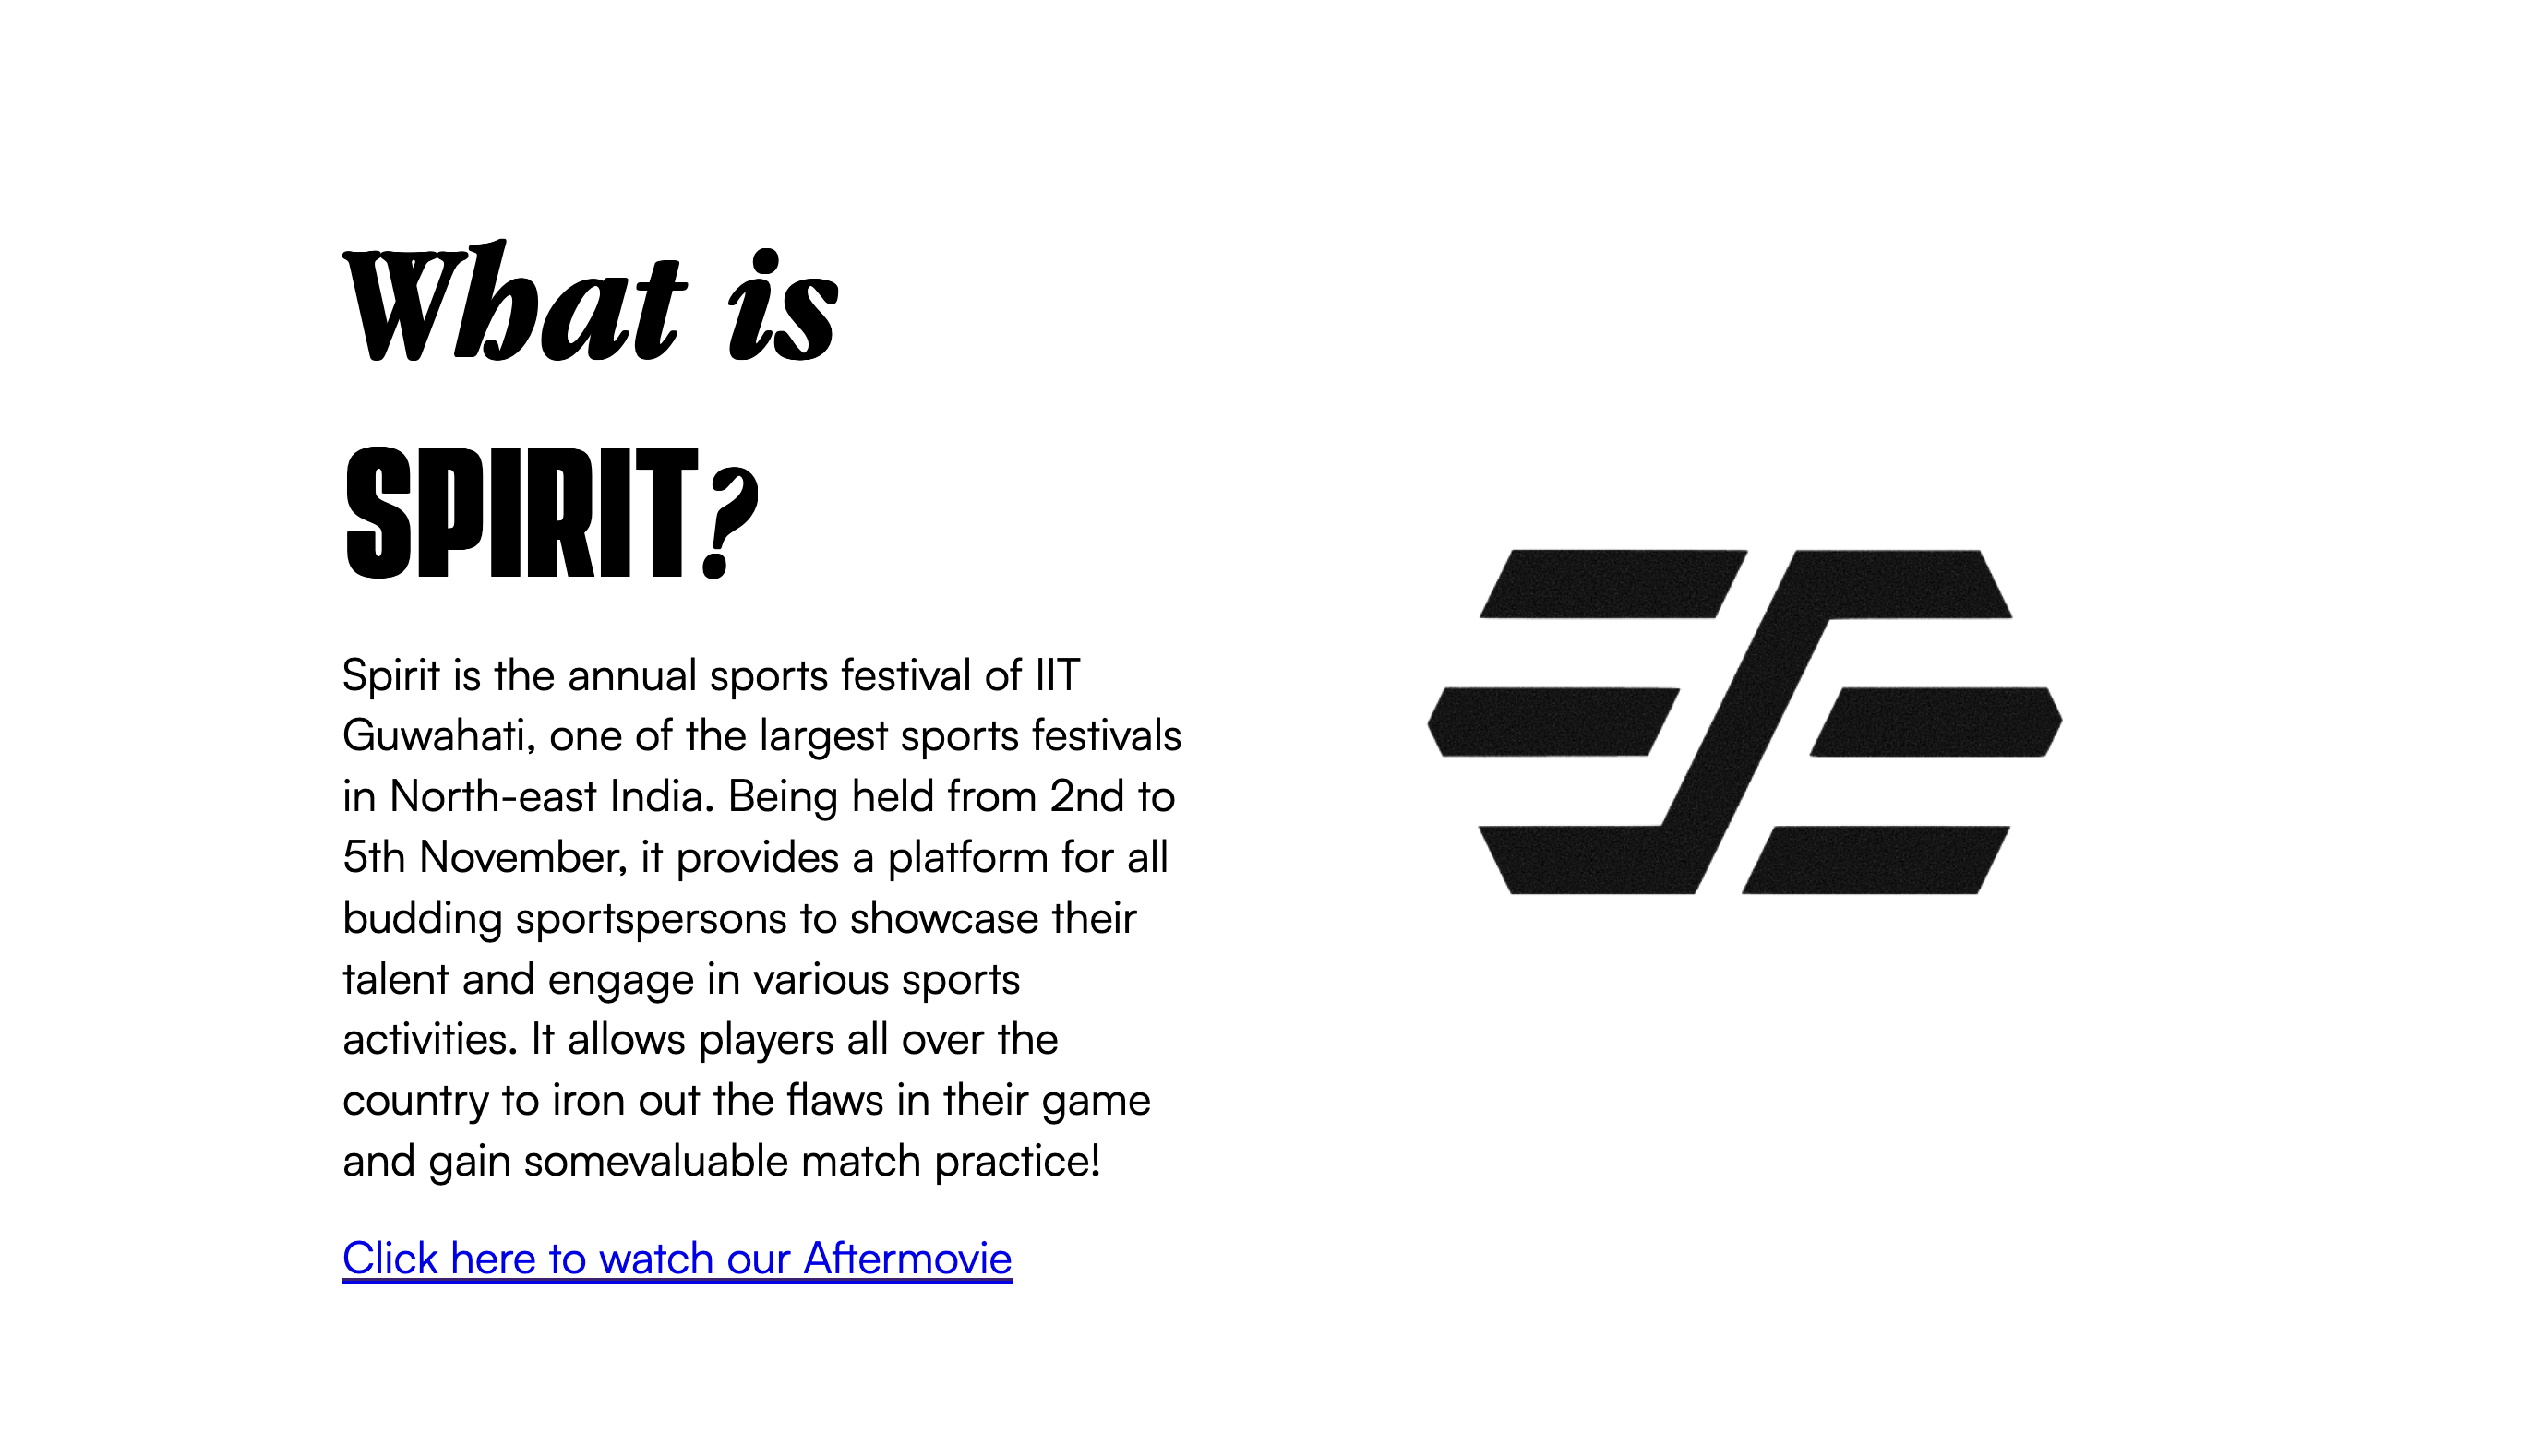 What is
SPIRIT?
Spirit is the annual sports festival of IIT
Guwahati, one of the largest sports festivals
in North-east India. Being held from 2nd to
5th November, it provides a platform for all
budding sportspersons to showcase their
talent and engage in various sports
activities. It allows players all over the
country to iron out the flaws in their game
and gain somevaluable match practice!
Click here to watch our Aftermovie